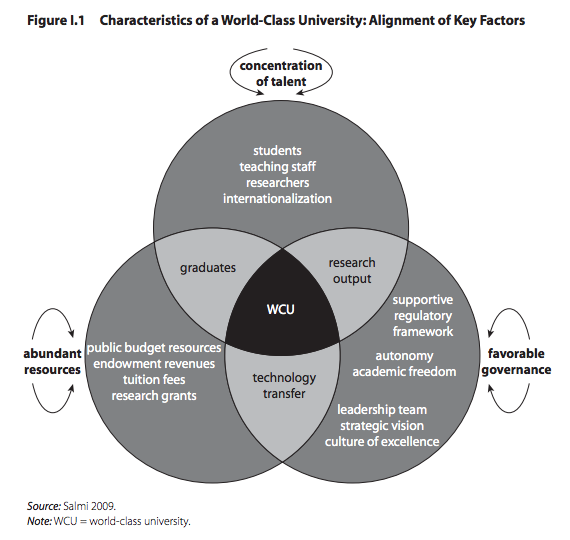 Figure I.1 Characteristics of a World-Class University: Alignment of Key Factors
concentration
of talent
students
teaching staff
researchers
internationalization
graduates
research
output
WCU
supportive
regulatory
framework
autonomy
academic freedom
leadership team
strategic vision
culture of excellence
favorable
governance
abundant
resources
public budget resources
endowment revenues
tuition fees
research grants
technology
transfer
Source: Salmi 2009.
Note: WCU = world-class university.